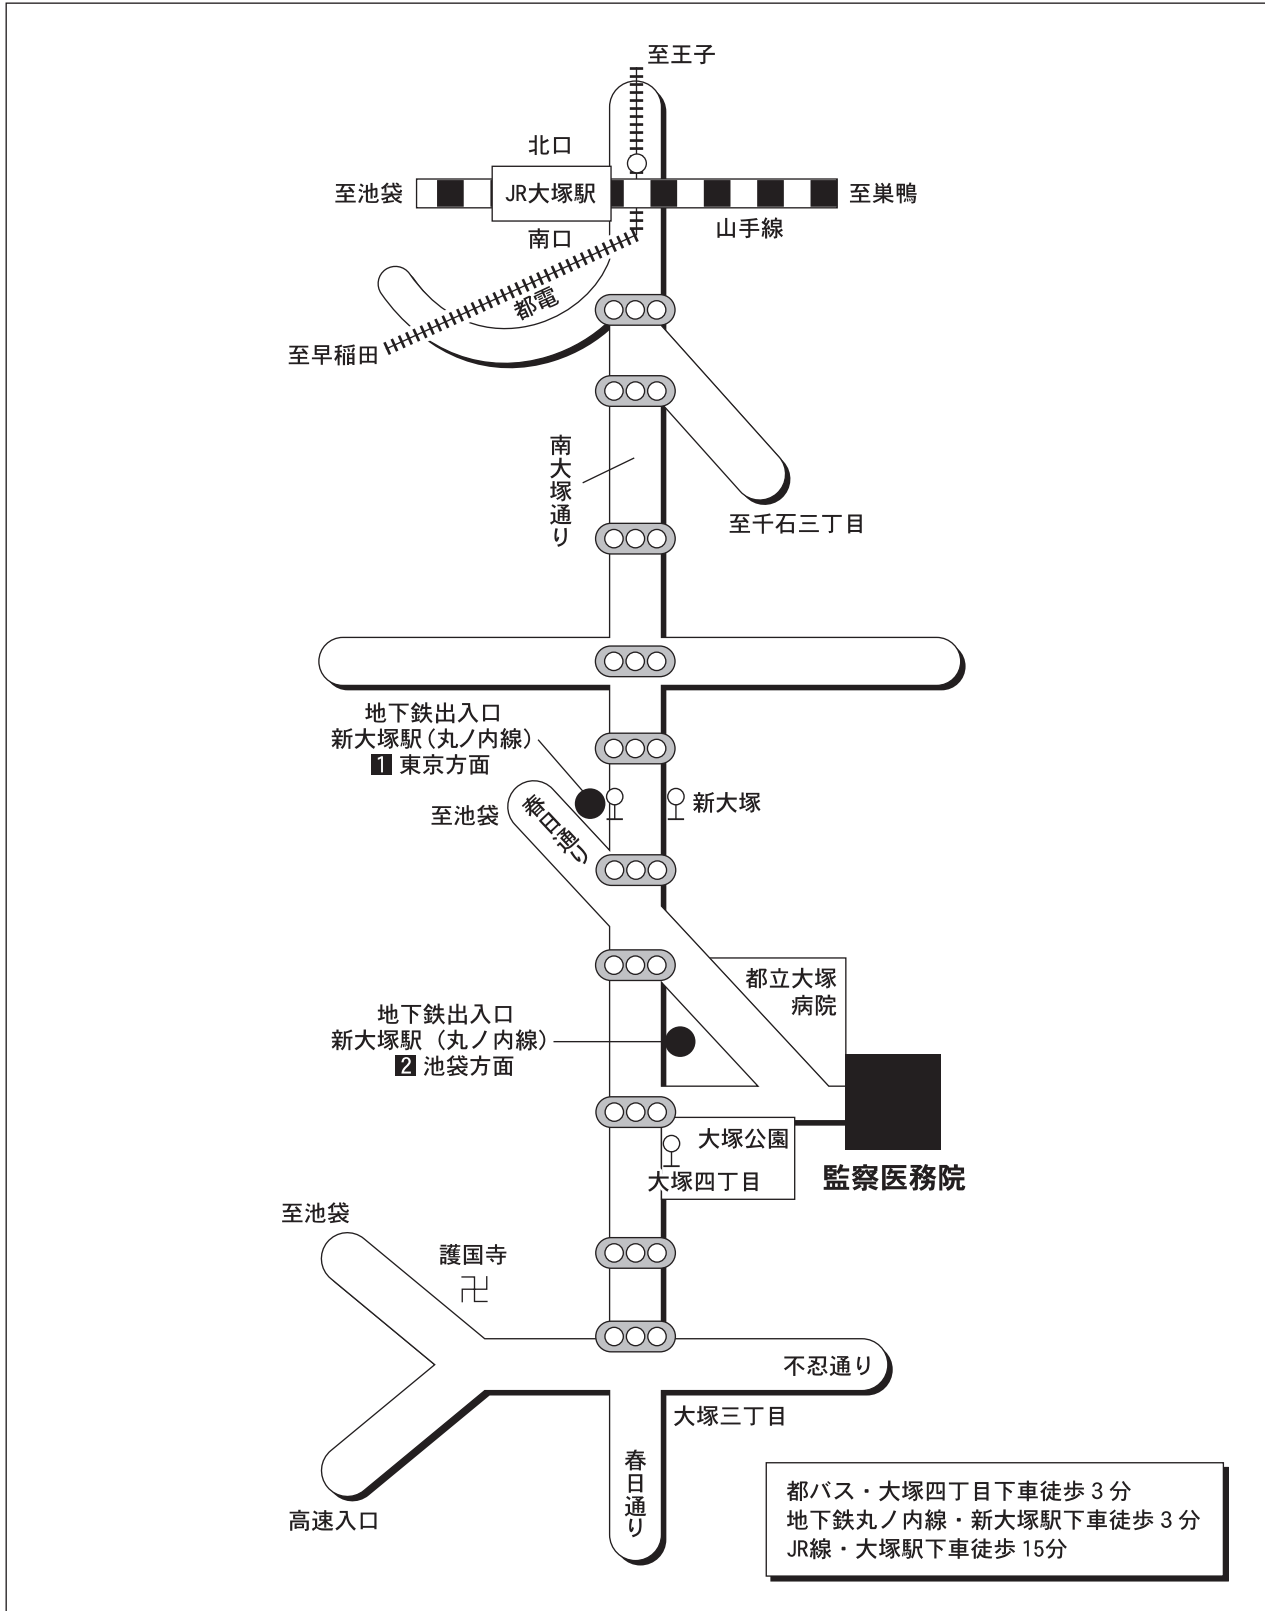 至王子
北口
至池袋
JR大塚駅
至巣鴨
南口
山手線
都電
至早稲田
南大塚通り
至千石三丁目
地下鉄出入口
新大塚駅(丸ノ内線)
1 東京方面
至池袋
春日通り
新大塚
都立大塚
病院
地下鉄出入口
新大塚駅(丸ノ内線)
2 池袋方面
大塚公園
大塚四丁目
監察医務院
至池袋
護国寺
卍
不忍通り
大塚三丁目
春日通り
高速入口
都バス・大塚四丁目下車徒歩3分
地下鉄丸ノ内線・新大塚駅下車徒歩3分
JR線・大塚駅下車徒歩15分